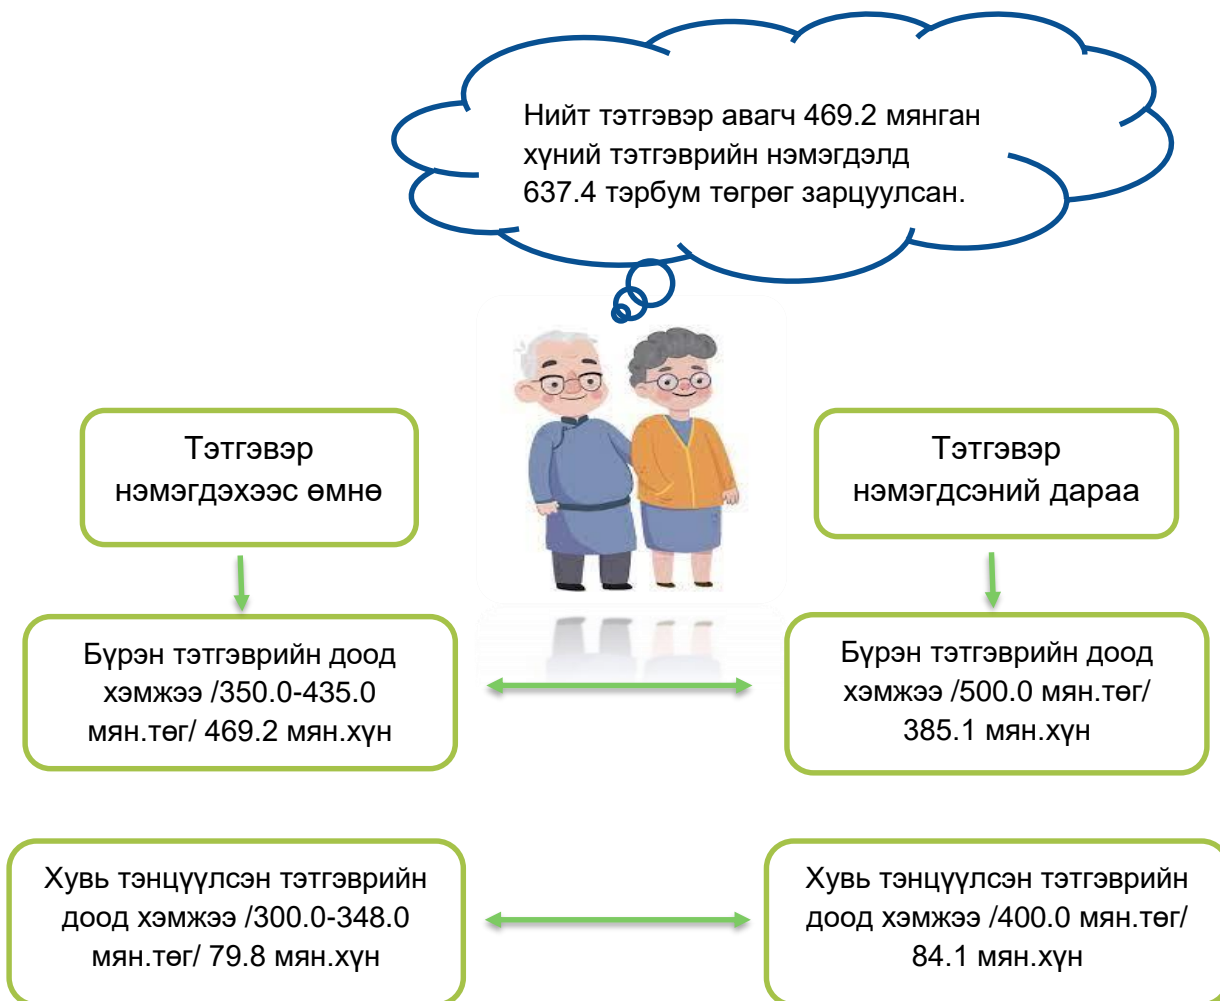 Нийт тэтгэвэр авагч 469.2 мянган
хүний тэтгэврийн нэмэгдэлд
637.4 тэрбум төгрөг зарцуулсан.
Тэтгэвэр
нэмэгдэхээс өмнө
Тэтгэвэр
нэмэгдсэний дараа
Бүрэн тэтгэврийн доод
хэмжээ /350.0-435.0
мян.төг/ 469.2 мян.хүн
Бүрэн тэтгэврийн доод
хэмжээ /500.0 мян.төг/
385.1 мян.хүн
Хувь тэнцүүлсэн тэтгэврийн
доод хэмжээ /300.0-348.0
мян.төг/ 79.8 мян.хүн
Хувь тэнцүүлсэн тэтгэврийн
доод хэмжээ /400.0 мян.төг/
84.1 мян.хүн